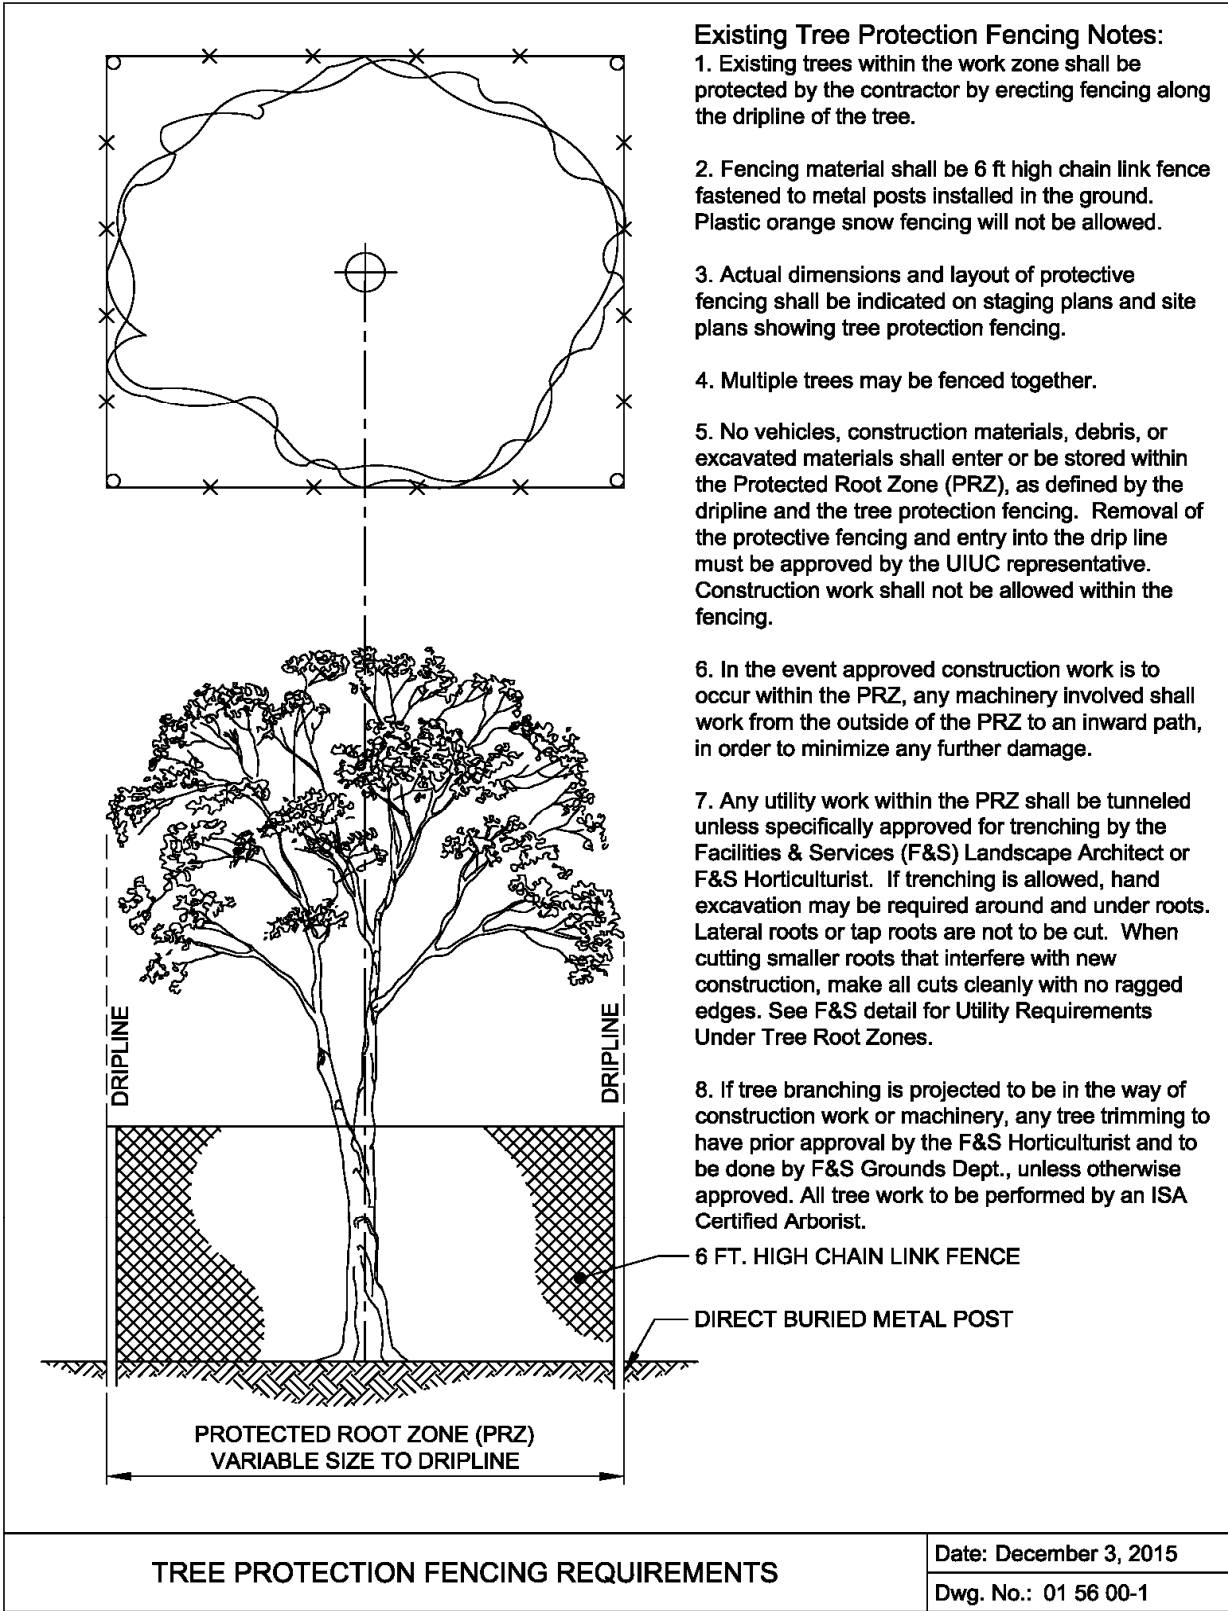 Existing Tree Protection Fencing Notes:
1. Existing trees within the work zone shall be
protected by the contractor by erecting fencing along
the dripline of the tree.
2. Fencing material shall be 6 ft high chain link fence
fastened to metal posts installed in the ground.
Plastic orange snow fencing will not be allowed.
3. Actual dimensions and layout of protective
fencing shall be indicated on staging plans and site
plans showing tree protection fencing.
4. Multiple trees may be fenced together.
5. No vehicles, construction materials, debris, or
excavated materials shall enter or be stored within
the Protected Root Zone (PRZ), as defined by the
dripline and the tree protection fencing.  Removal of
the protective fencing and entry into the drip line
must be approved by the UIUC representative.
Construction work shall not be allowed within the
fencing.
6. In the event approved construction work is to
occur within the PRZ, any machinery involved shall
work from the outside of the PRZ to an inward path,
in order to minimize any further damage.
7. Any utility work within the PRZ shall be tunneled
unless specifically approved for trenching by the
Facilities & Services (F&S) Landscape Architect or
F&S Horticulturist.  If trenching is allowed, hand
excavation may be required around and under roots.
Lateral roots or tap roots are not to be cut.  When
cutting smaller roots that interfere with new
construction, make all cuts cleanly with no ragged
edges. See F&S detail for Utility Requirements
Under Tree Root Zones.
8. If tree branching is projected to be in the way of
construction work or machinery, any tree trimming to
have prior approval by the F&S Horticulturist and to
be done by F&S Grounds Dept., unless otherwise
approved. All tree work to be performed by an ISA
Certified Arborist.
DRIPLINE
DRIPLINE
6 FT. HIGH CHAIN LINK FENCE
DIRECT BURIED METAL POST
PROTECTED ROOT ZONE (PRZ)
VARIABLE SIZE TO DRIPLINE
TREE PROTECTION FENCING REQUIREMENTS
Date: December 3, 2015
Dwg. No.: 01 56 00-1